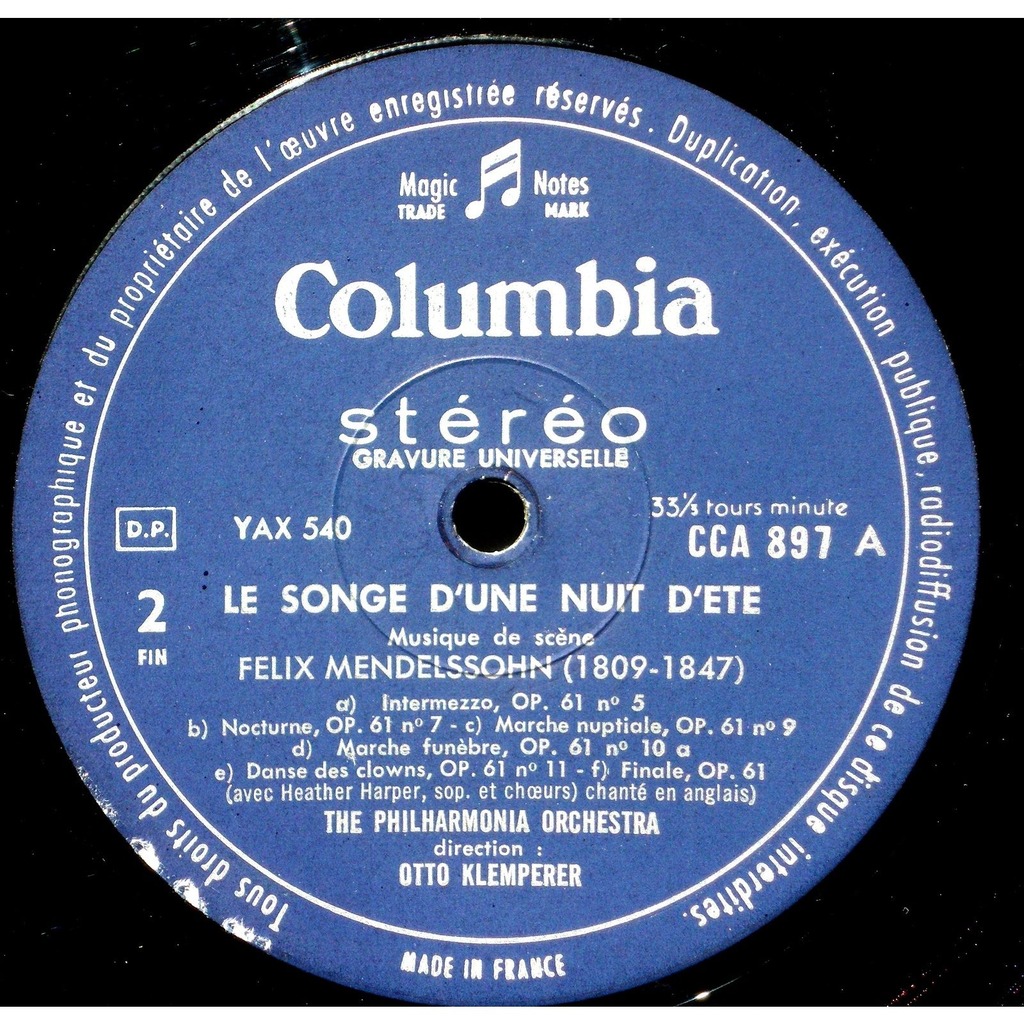 Tous droits du producteur phonographique et du propriétaire de l'œuvre enregistrée réservés. Duplication, exécution publique, radiodiffusion de ce disque interdites.
Magic Notes
TRADE MARK
Columbia
stéréo
GRAVURE UNIVERSELLE
33⅓ tours minute
D.P. YAX 540 CCA 897 A
2 LE SONGE D'UNE NUIT D'ETE
FIN Musique de scène
FELIX MENDELSSOHN (1809-1847)
a) Intermezzo, OP. 61 nº 5
b) Nocturne, OP. 61 nº 7 - c) Marche nuptiale, OP. 61 nº 9
d) Marche funèbre, OP. 61 nº 10 a
e) Danse des clowns, OP. 61 nº 11 - f) Finale, OP. 61
(avec Heather Harper, sop. et chœurs) chanté en anglais)
THE PHILHARMONIA ORCHESTRA
direction :
OTTO KLEMPERER
MADE IN FRANCE